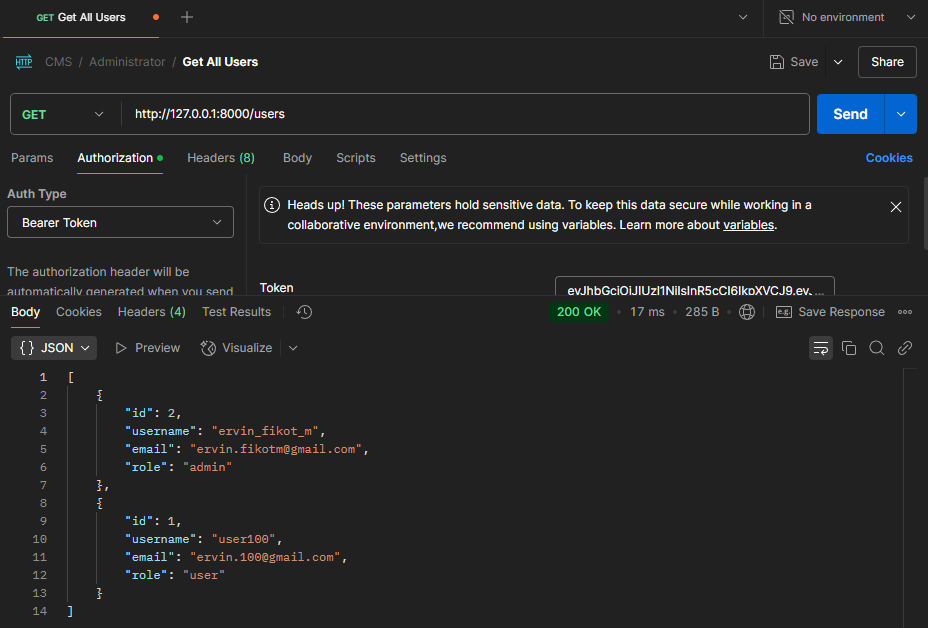 GET Get All Users
No environment
HTTP CMS / Administrator / Get All Users Save Share
GET http://127.0.0.1:8000/users Send
Params Authorization Headers (8) Body Scripts Settings Cookies
Auth Type
Bearer Token
Heads up! These parameters hold sensitive data. To keep this data secure while working in a
collaborative environment,we recommend using variables. Learn more about variables.
The authorization header will be
automatically generated when you send
Token eyJhbGciOiJIUzI1NiIsInR5cCI6IkpXVCJ9.ey. ...
Body Cookies Headers (4) Test Results 200 OK • 17 ms • 285 B • e.g. Save Response
{} JSON Preview Visualize
1 [
2 {
3 "id": 2,
4 "username": "ervin_fikot_m",
5 "email": "ervin.fikotm@gmail.com",
6 "role": "admin"
7 },
8 {
9 "id": 1,
10 "username": "user100",
11 "email": "ervin.100@gmail.com",
12 "role": "user"
13 }
14 ]